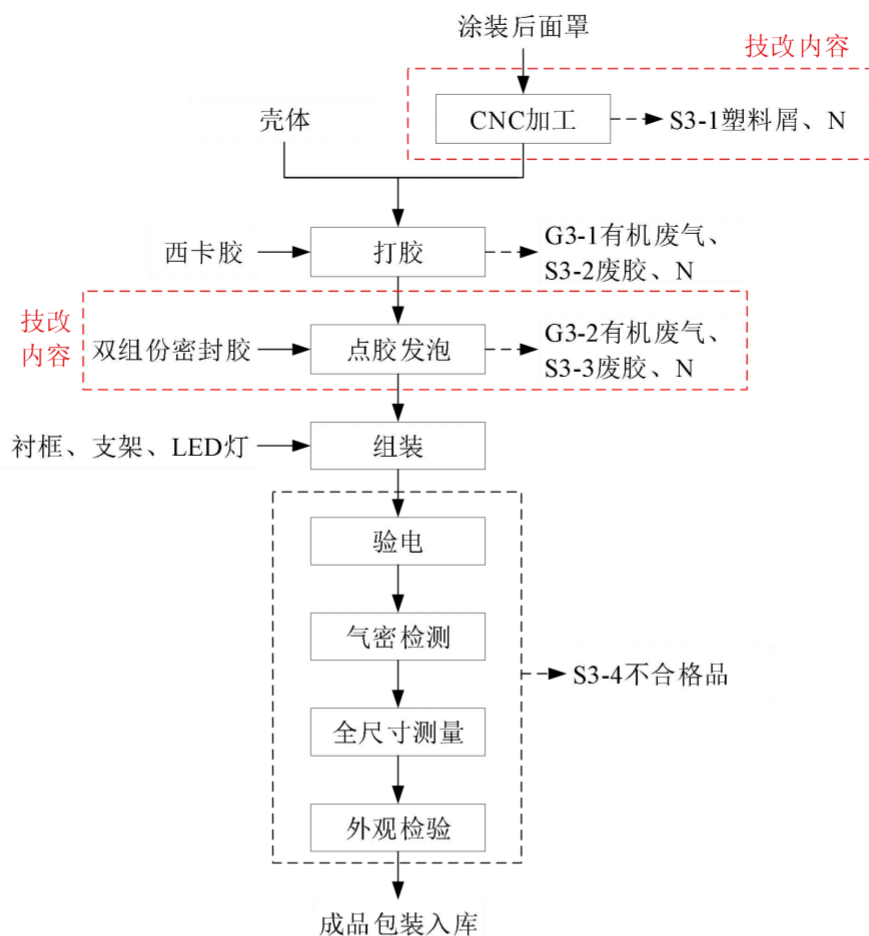 涂装后面罩
技改内容
CNC加工
S3-1塑料屑、N
壳体
西卡胶
打胶
G3-1有机废气、
S3-2废胶、N
技改
内容
双组份密封胶
点胶发泡
G3-2有机废气、
S3-3废胶、N
衬框、支架、LED灯
组装
验电
气密检测
S3-4不合格品
全尺寸测量
外观检验
成品包装入库